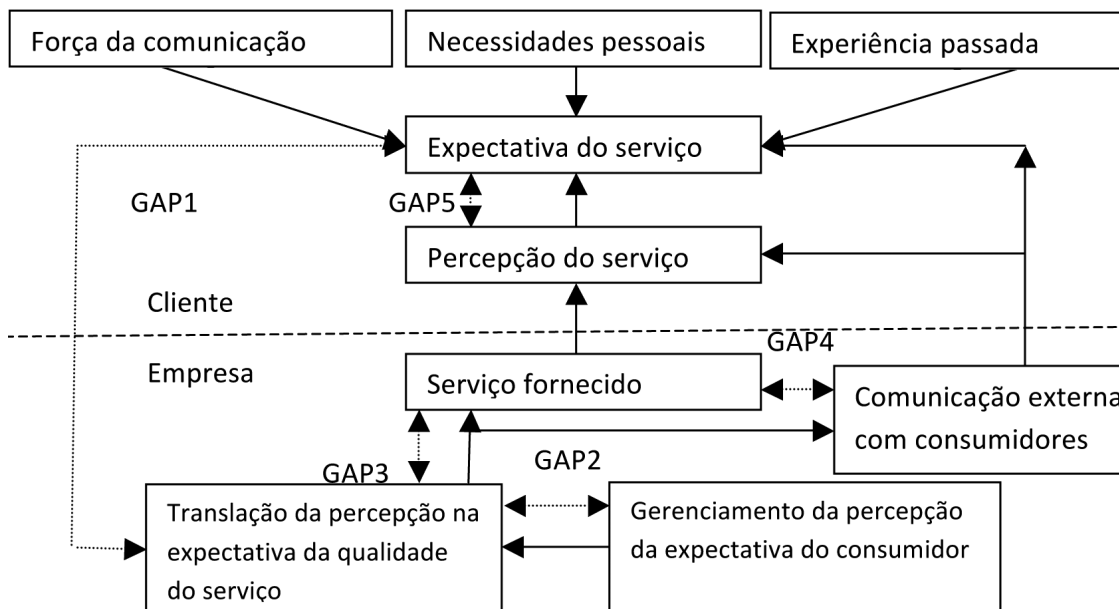 Força da comunicação
Necessidades pessoais
Experiência passada
Expectativa do serviço
GAP1
GAP5
Percepção do serviço
Cliente
GAP4
Empresa
Serviço fornecido
Comunicação externa
com consumidores
GAP3
GAP2
Translação da percepção na
expectativa da qualidade
do serviço
Gerenciamento da percepção
da expectativa do consumidor